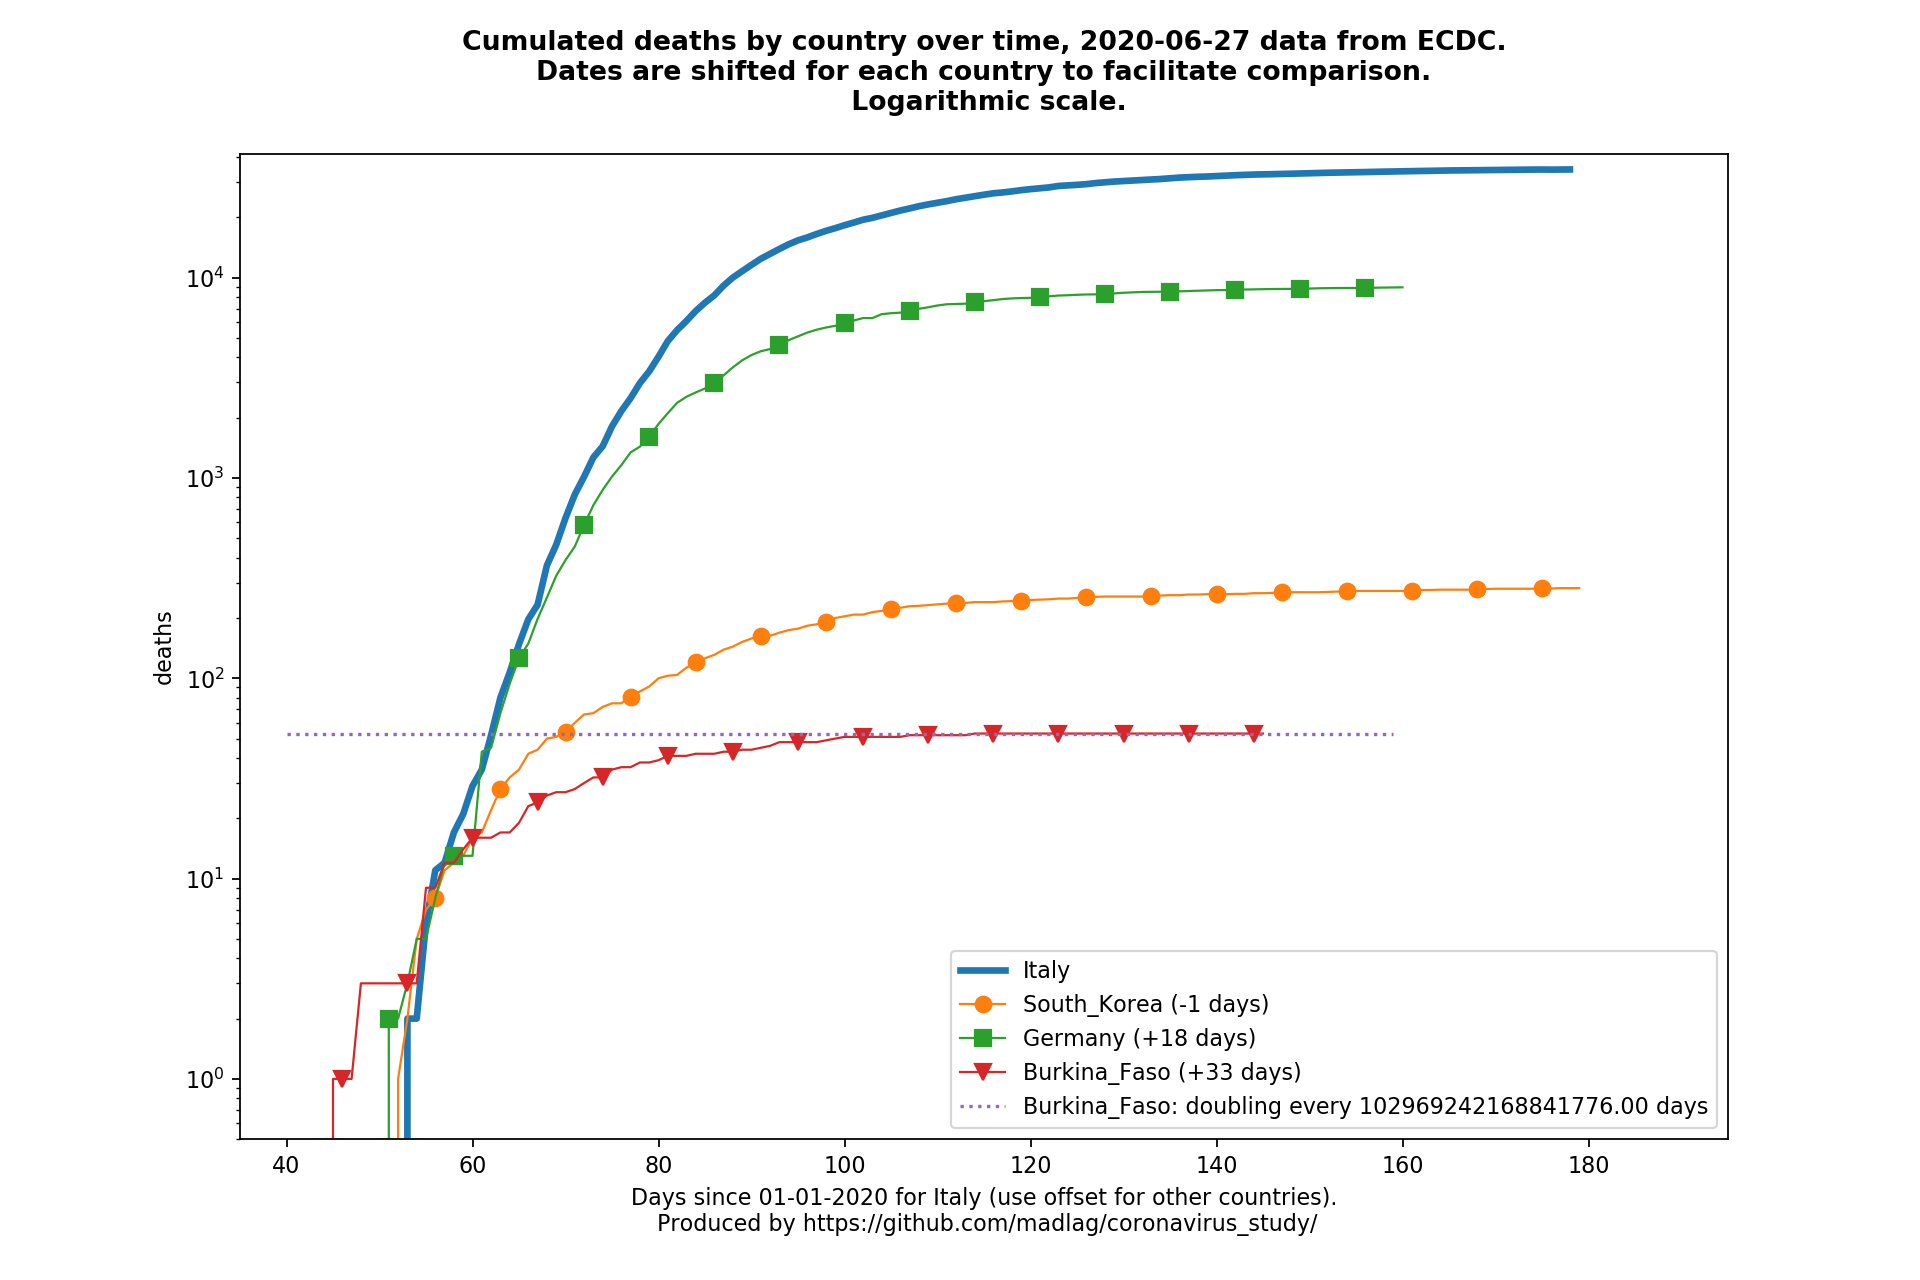 Cumulated deaths by country over time, 2020-06-27 data from ECDC.
Dates are shifted for each country to facilitate comparison.
Logarithmic scale.
deaths
10^4
10^3
10^2
10^1
10^0
Italy
South_Korea (-1 days)
Germany (+18 days)
Burkina_Faso (+33 days)
Burkina_Faso: doubling every 102969242168841776.00 days
40 60 80 100 120 140 160 180
Days since 01-01-2020 for Italy (use offset for other countries).
Produced by https://github.com/madlag/coronavirus_study/